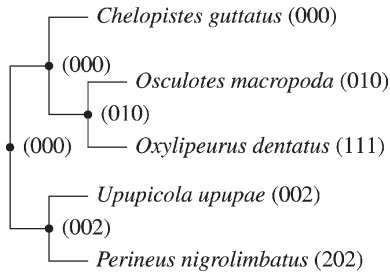 Chelopistes guttatus (000)
(000)
Osculotes macropoda (010)
(010)
(000)
Oxylipeurus dentatus (111)
Upupicola upupae (002)
(002)
Perineus nigrolimbatus (202)